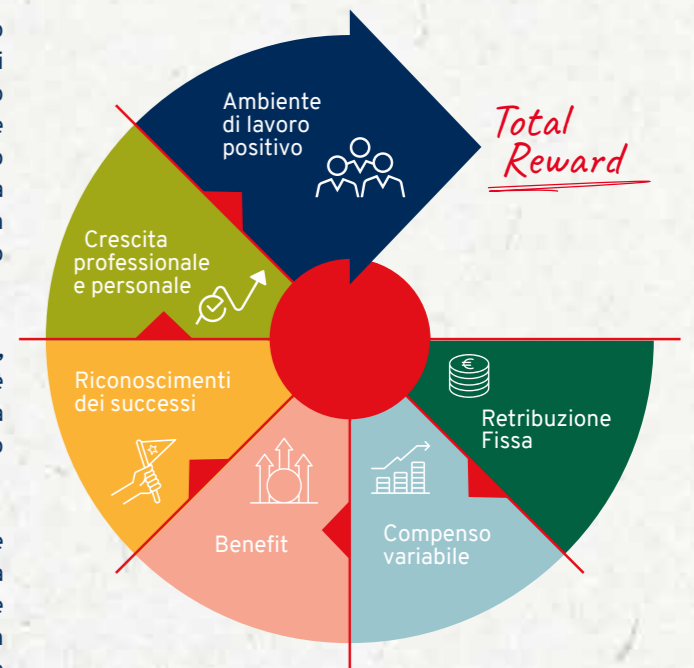 Ambiente
di lavoro
positivo
Total
Reward
Crescita
professionale
e personale
Riconoscimenti
dei successi
€
Retribuzione
Fissa
Benefit
Compenso
variabile